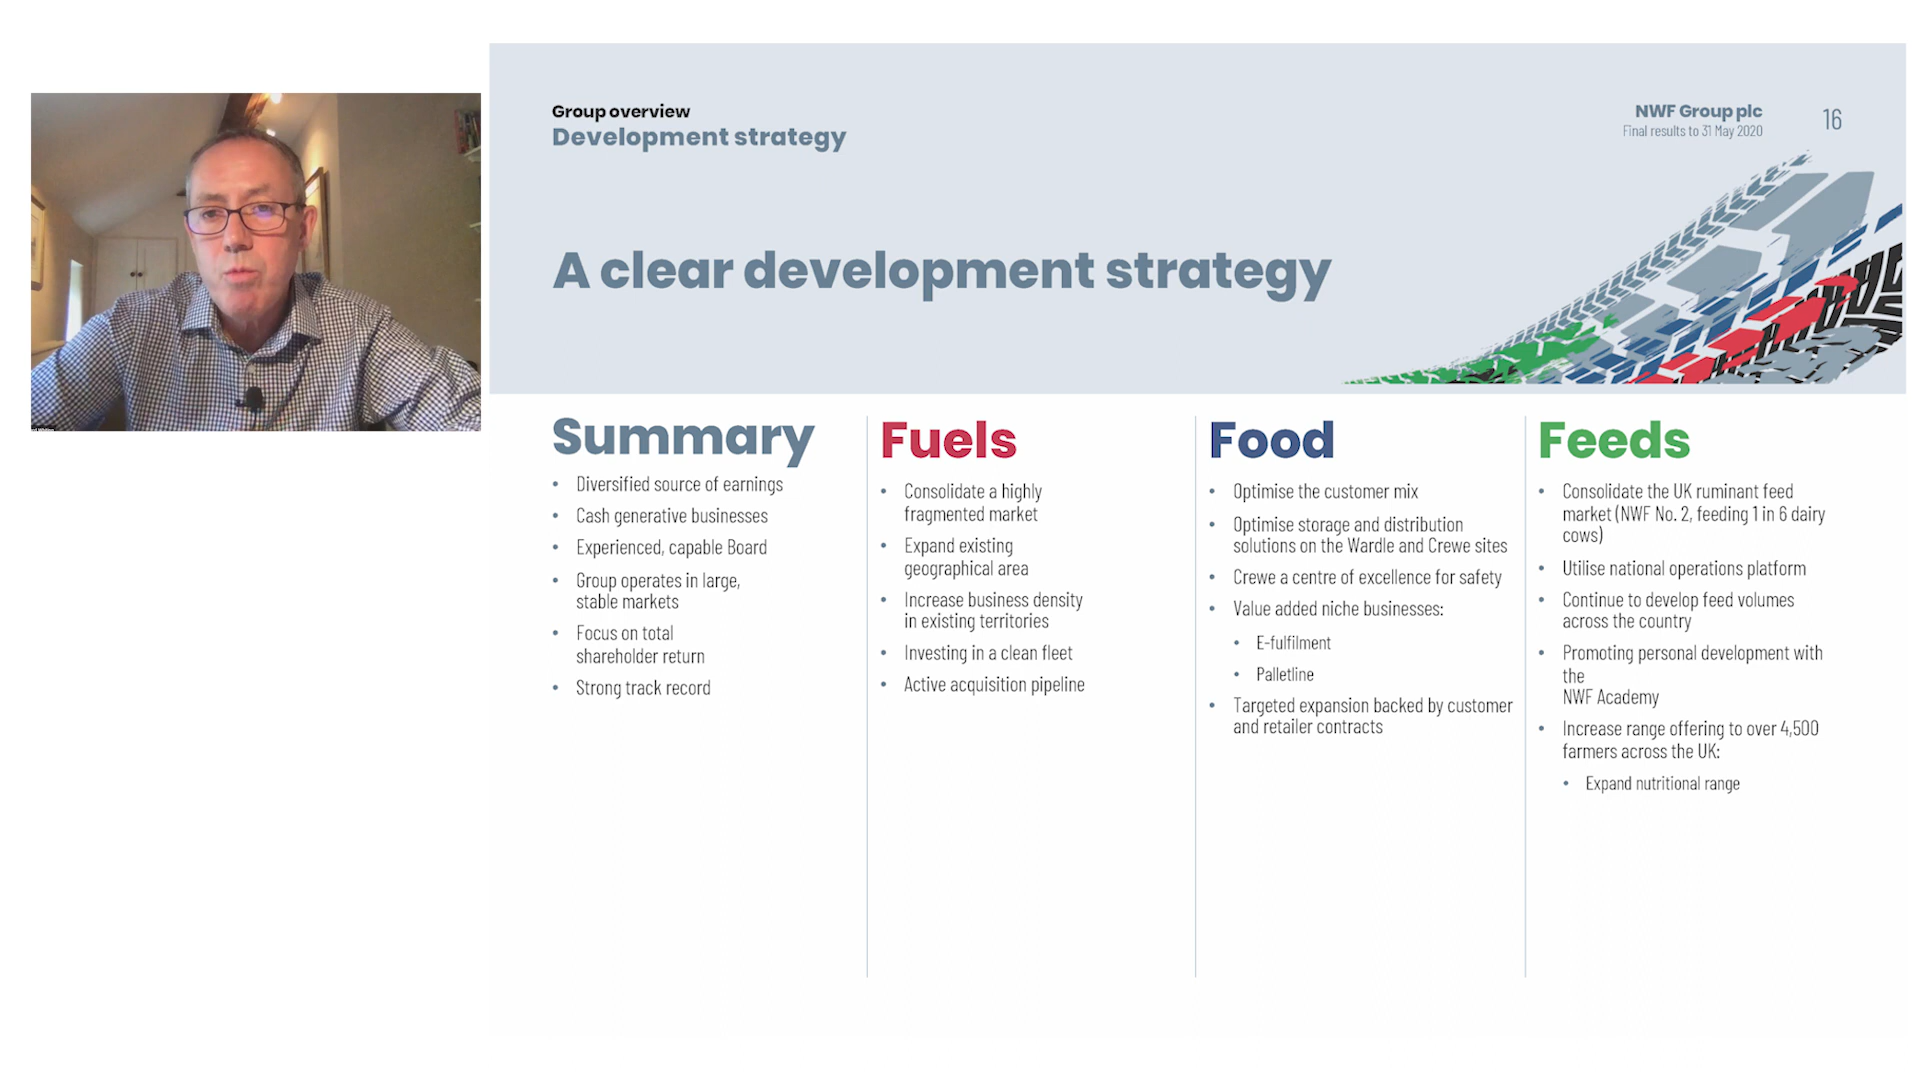 Group overview
Development strategy
NWF Group plc
Final results to 31 May 2020
16
A clear development strategy
Summary
• Diversified source of earnings
• Cash generative businesses
• Experienced, capable Board
• Group operates in large,
stable markets
• Focus on total
shareholder return
• Strong track record
Fuels
• Consolidate a highly
fragmented market
• Expand existing
geographical area
• Increase business density
in existing territories
• Investing in a clean fleet
• Active acquisition pipeline
Food
• Optimise the customer mix
• Optimise storage and distribution
solutions on the Wardle and Crewe sites
• Crewe a centre of excellence for safety
• Value added niche businesses:
• E-fulfilment
• Palletline
• Targeted expansion backed by customer
and retailer contracts
Feeds
• Consolidate the UK ruminant feed
market (NWF No. 2, feeding 1 in 6 dairy
cows)
• Utilise national operations platform
• Continue to develop feed volumes
across the country
• Promoting personal development with
the
NWF Academy
• Increase range offering to over 4,500
farmers across the UK:
• Expand nutritional range